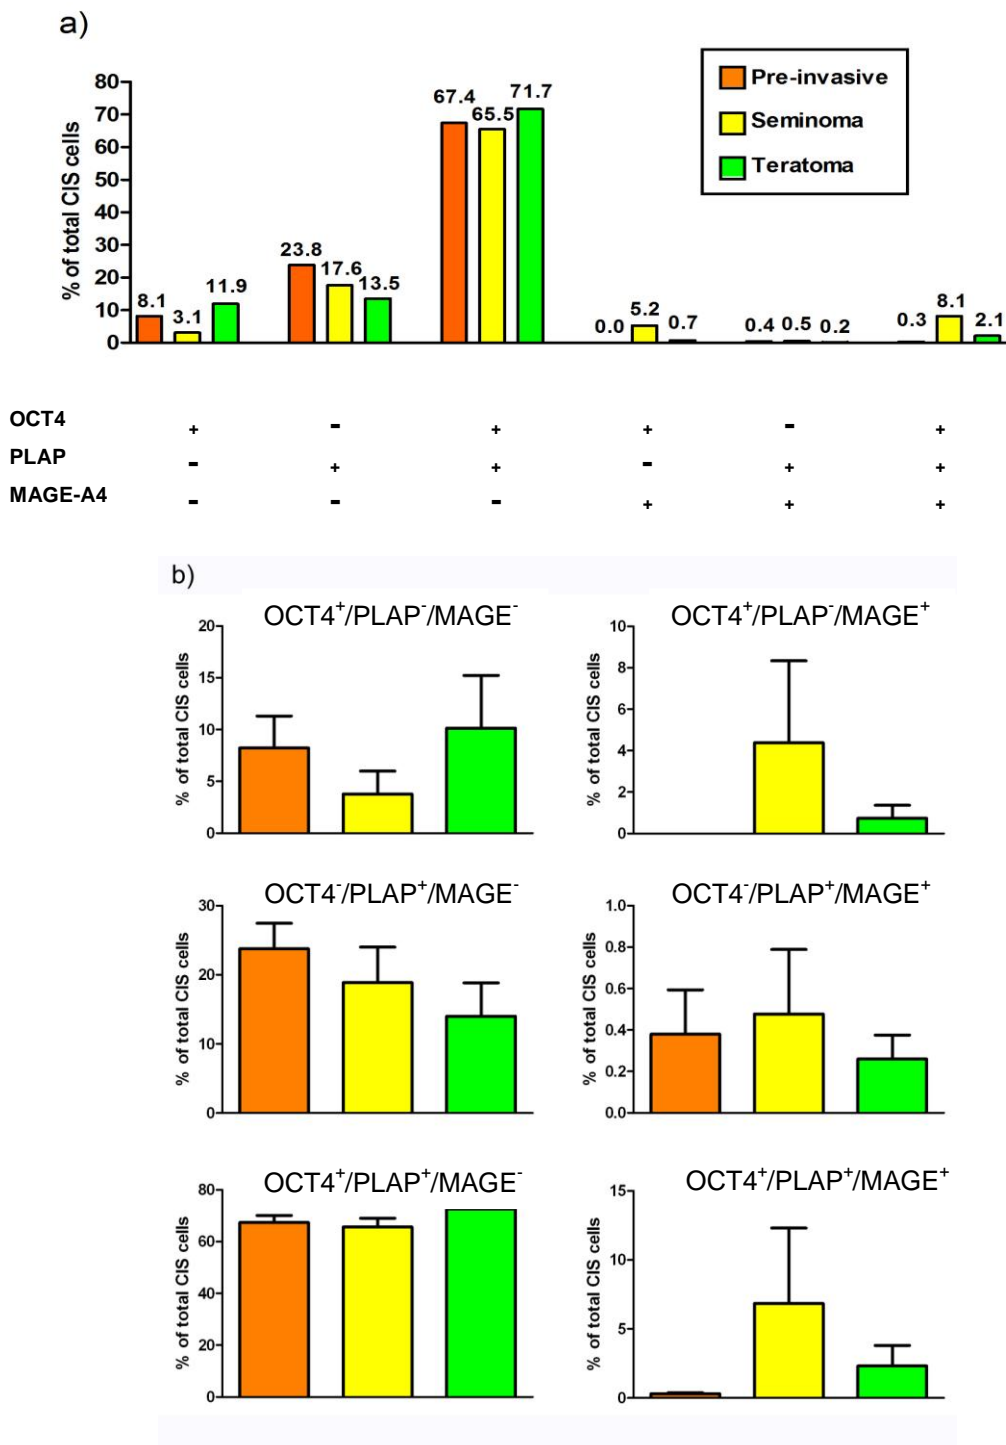 a)
Pre-invasive
Seminoma
Teratoma
% of total CIS cells
80
70
60
50
40
30
20
10
0
8.1 3.1 11.9
23.8 17.6 13.5
67.4 65.5 71.7
0.0 5.2 0.7
0.4 0.5 0.2
0.3 8.1 2.1
OCT4 + - + + - +
PLAP - + + - + +
MAGE-A4 - - - + + +
b)
OCT4⁺/PLAP⁻/MAGE⁻
% of total CIS cells
20
15
10
5
0
OCT4⁺/PLAP⁻/MAGE⁺
% of total CIS cells
10
8
6
4
2
0
OCT4⁻/PLAP⁺/MAGE⁻
% of total CIS cells
30
20
10
0
OCT4⁻/PLAP⁺/MAGE⁺
% of total CIS cells
1.0
0.8
0.6
0.4
0.2
0.0
OCT4⁺/PLAP⁺/MAGE⁻
% of total CIS cells
80
60
40
20
0
OCT4⁺/PLAP⁺/MAGE⁺
% of total CIS cells
15
10
5
0